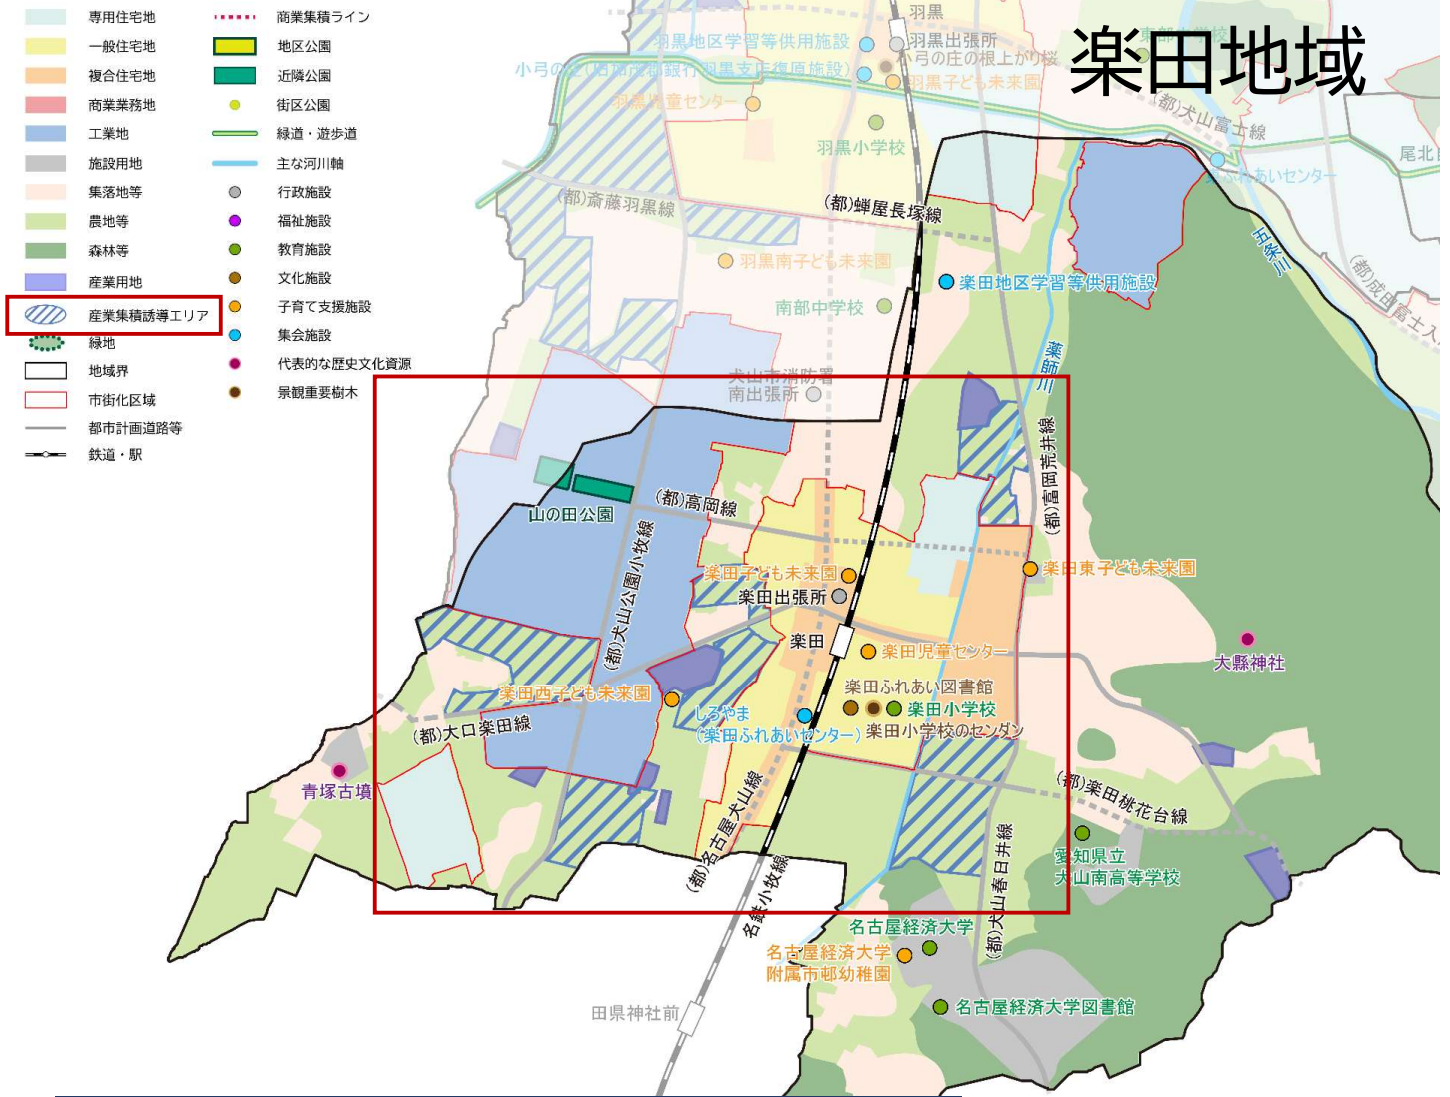 楽田地域
専用住宅地
一般住宅地
複合住宅地
商業業務地
工業地
施設用地
集落地等
農地等
森林等
産業用地
産業集積誘導エリア
緑地
地域界
市街化区域
都市計画道路等
鉄道・駅
商業集積ライン
地区公園
近隣公園
街区公園
緑道・遊歩道
主な河川軸
行政施設
福祉施設
教育施設
文化施設
子育て支援施設
集会施設
代表的な歴史文化資源
景観重要樹木
羽黒
羽黒地区学習等供用施設
羽黒出張所
小弓の庄の根上がり桜
羽黒子ども未来園
羽黒児童センター
羽黒小学校
東部中学校
(都)犬山富士線
尾北自
(都)斎藤羽黒線
(都)蝉屋長塚線
五条川
(都)成田富士入
羽黒南子ども未来園
楽田地区学習等供用施設
南部中学校
薬師川
犬山市消防署
南出張所
(都)富岡荒井線
(都)高岡線
山の田公園
(都)犬山公園小牧線
楽田子ども未来園
楽田出張所
楽田東子ども未来園
楽田
楽田児童センター
大縣神社
楽田ふれあい図書館
楽田西子ども未来園
楽田小学校
しろやま
(楽田ふれあいセンター)
楽田小学校のセンダン
(都)大口楽田線
青塚古墳
(都)名古屋犬山線
(都)楽田桃花台線
愛知県立
犬山南高等学校
名鉄小牧線
(都)犬山春日井線
名古屋経済大学
名古屋経済大学
附属市邨幼稚園
名古屋経済大学図書館
田県神社前